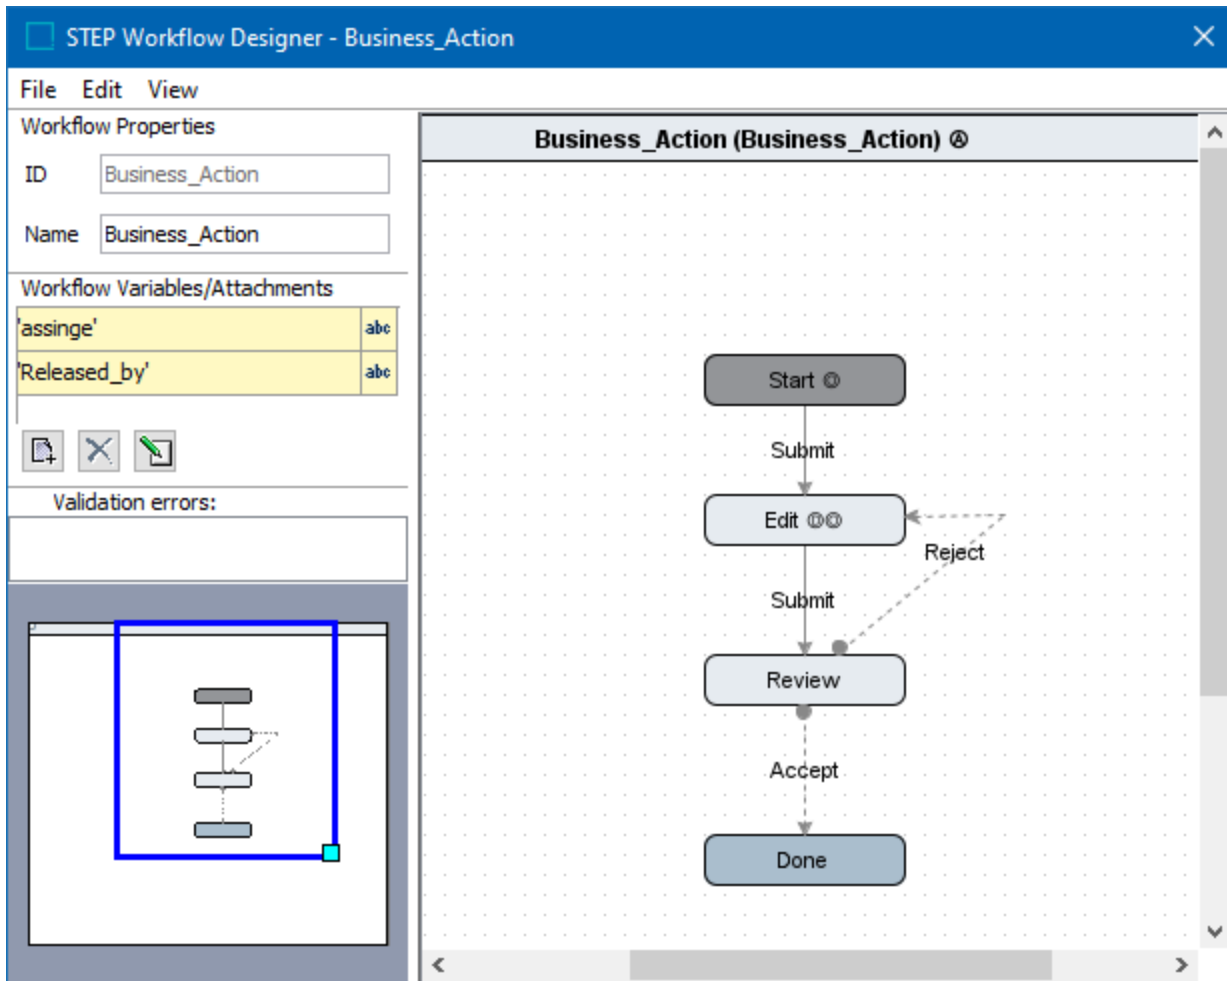 STEP Workflow Designer - Business_Action
File Edit View
Workflow Properties
ID Business_Action
Name Business_Action
Workflow Variables/Attachments
'assinge' abc
'Released_by' abc
Validation errors:
Business_Action (Business_Action) Ⓐ
Start
Submit
Edit
Reject
Submit
Review
Accept
Done